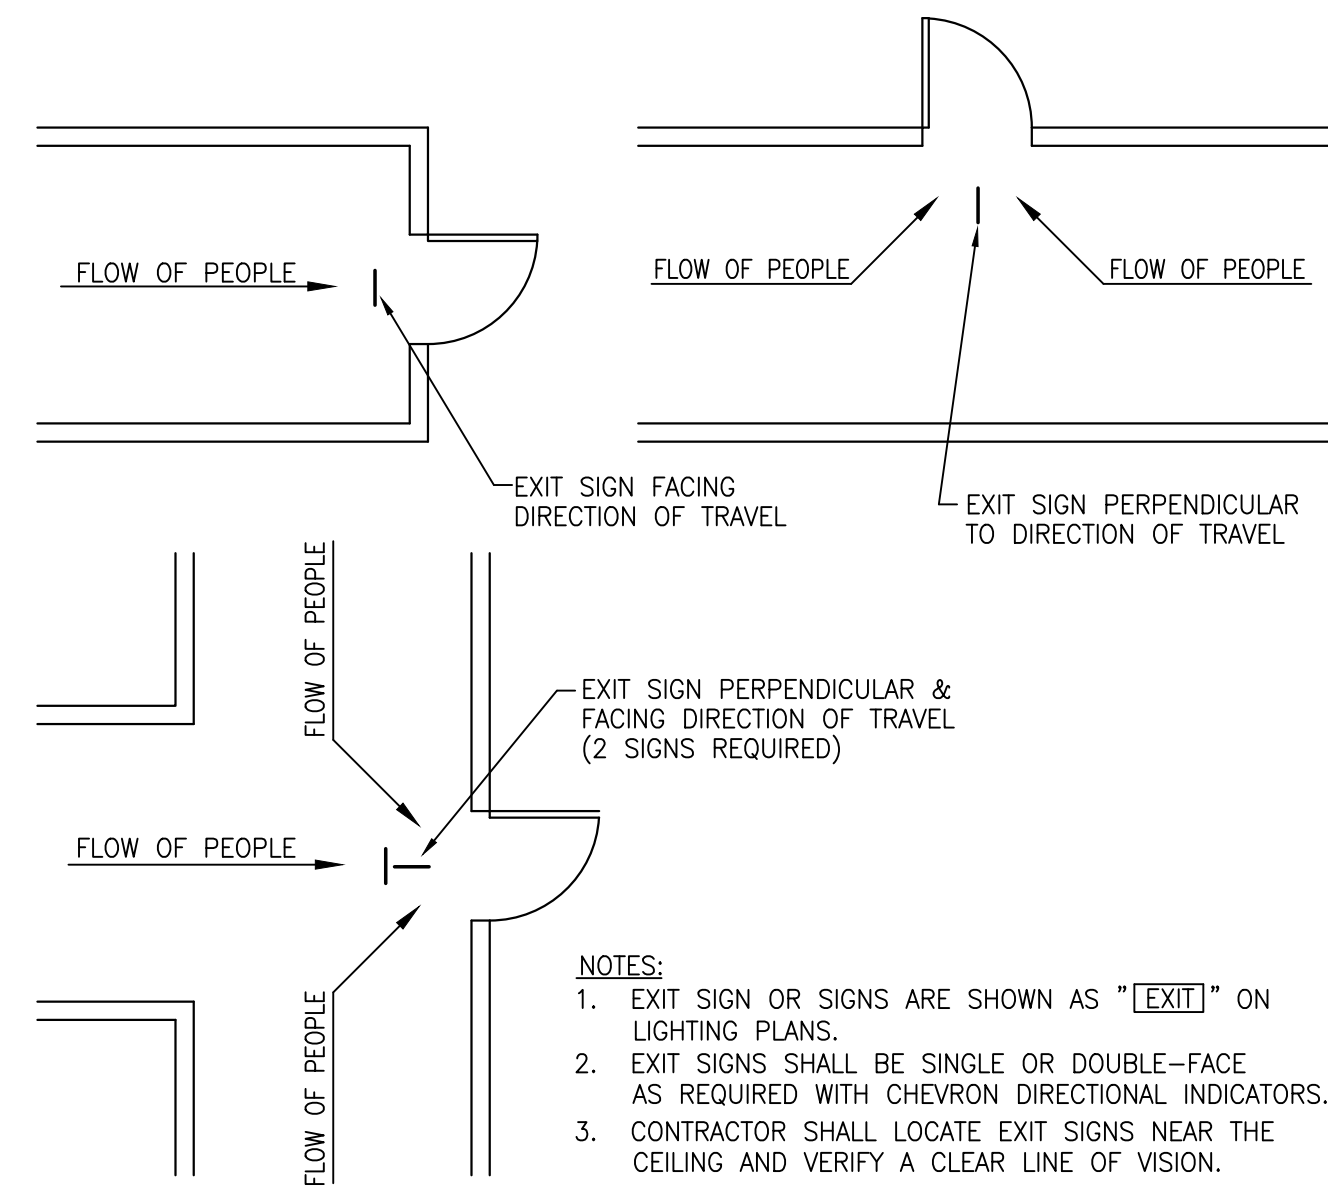 FLOW OF PEOPLE
FLOW OF PEOPLE
FLOW OF PEOPLE
EXIT SIGN FACING
DIRECTION OF TRAVEL
EXIT SIGN PERPENDICULAR
TO DIRECTION OF TRAVEL
FLOW OF PEOPLE
EXIT SIGN PERPENDICULAR &
FACING DIRECTION OF TRAVEL
(2 SIGNS REQUIRED)
FLOW OF PEOPLE
FLOW OF PEOPLE
NOTES:
1. EXIT SIGN OR SIGNS ARE SHOWN AS "EXIT" ON
LIGHTING PLANS.
2. EXIT SIGNS SHALL BE SINGLE OR DOUBLE-FACE
AS REQUIRED WITH CHEVRON DIRECTIONAL INDICATORS.
3. CONTRACTOR SHALL LOCATE EXIT SIGNS NEAR THE
CEILING AND VERIFY A CLEAR LINE OF VISION.